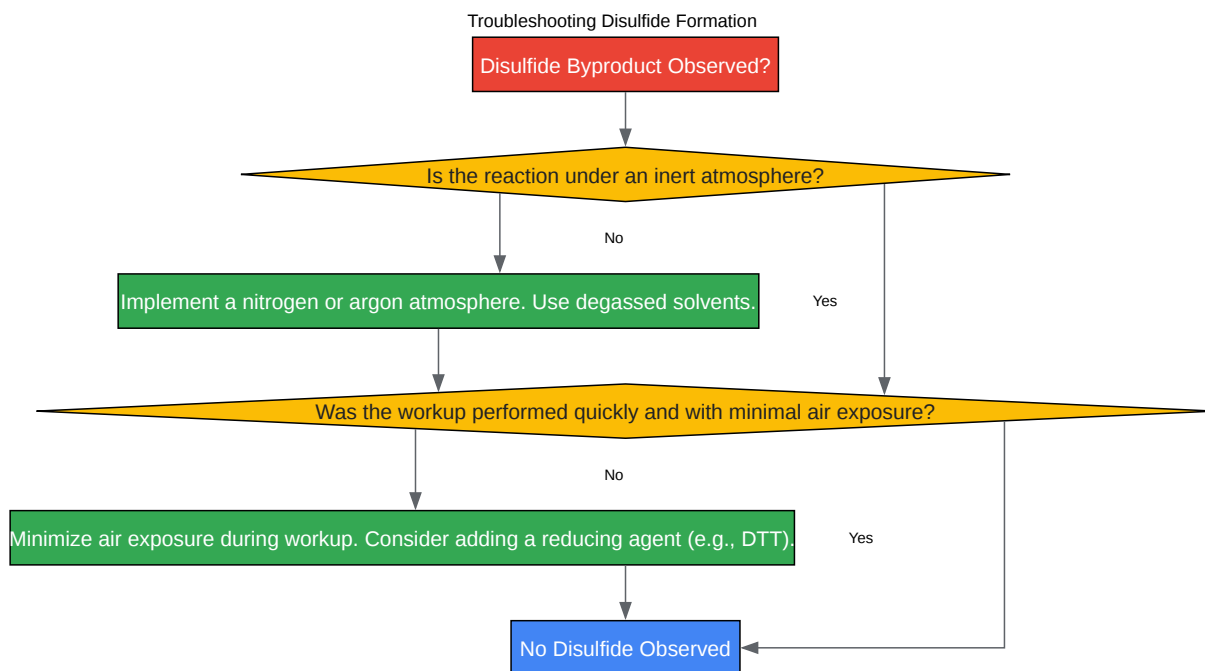 Troubleshooting Disulfide Formation
Disulfide Byproduct Observed?
Is the reaction under an inert atmosphere?
No
Implement a nitrogen or argon atmosphere. Use degassed solvents.
Yes
Was the workup performed quickly and with minimal air exposure?
No
Minimize air exposure during workup. Consider adding a reducing agent (e.g., DTT).
Yes
No Disulfide Observed